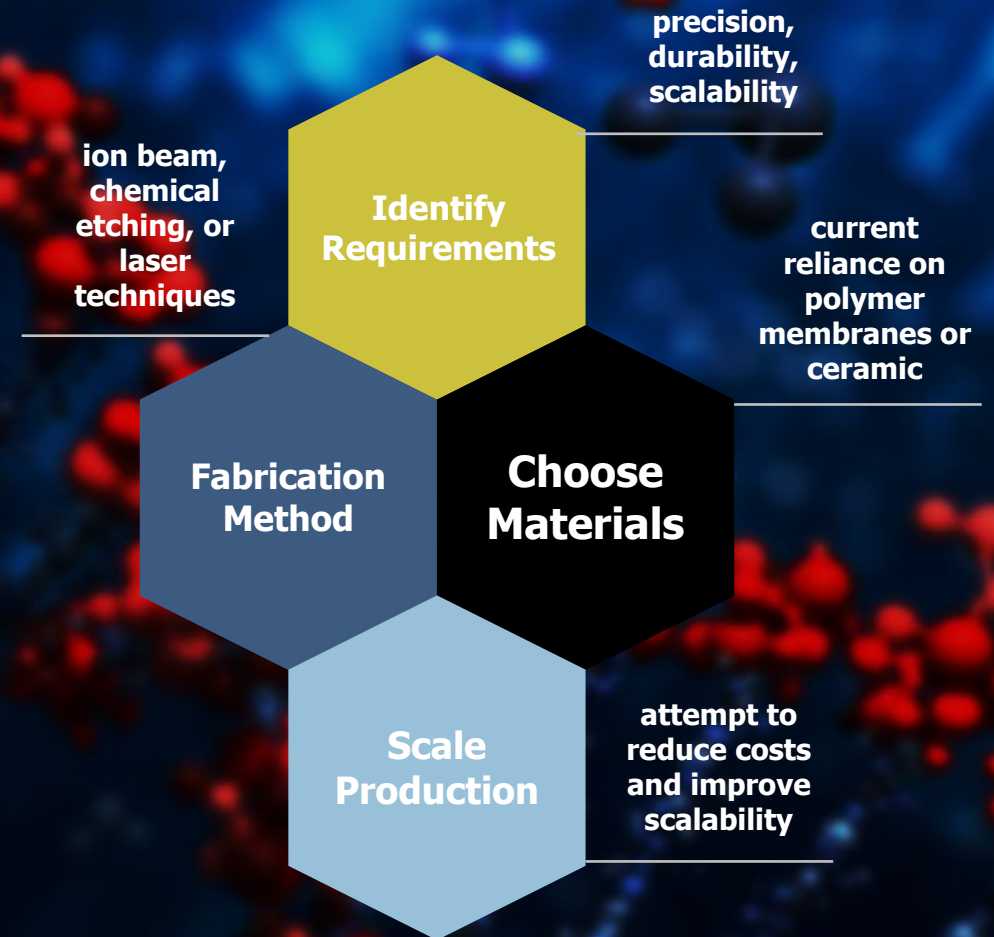 precision,
durability,
scalability
ion beam,
chemical
etching, or
laser
techniques
Identify
Requirements
current
reliance on
polymer
membranes or
ceramic
Fabrication
Method
Choose
Materials
Scale
Production
attempt to
reduce costs
and improve
scalability